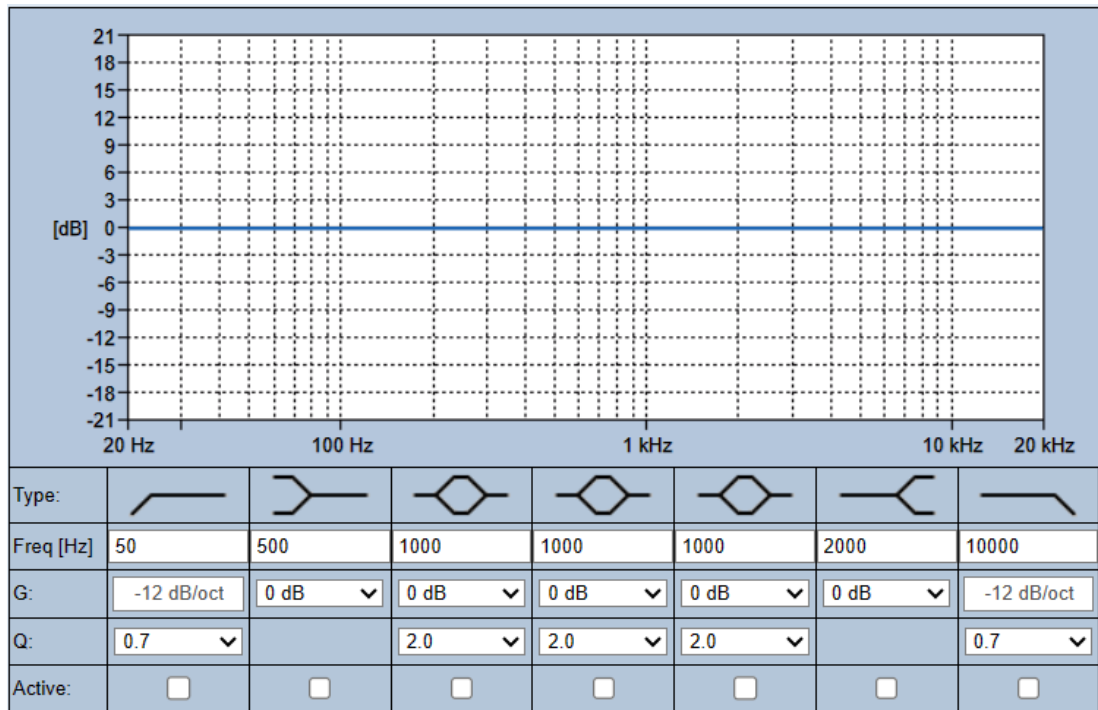 21
18
15
12
9
6
3
[dB] 0
-3
-6
-9
-12
-15
-18
-21
20 Hz 100 Hz 1 kHz 10 kHz 20 kHz
Type:
Freq [Hz] 50 500 1000 1000 1000 2000 10000
G: -12 dB/oct 0 dB 0 dB 0 dB 0 dB 0 dB -12 dB/oct
Q: 0.7 2.0 2.0 2.0 0.7
Active: